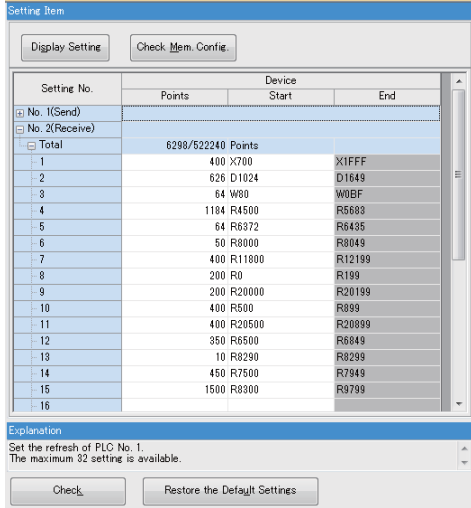 Setting Item
Display Setting Check Mem. Config.
Setting No. Device
Points Start End
No. 1(Send)
No. 2(Receive)
Total 6298/522240 Points
1 400 X700 X1FFF
2 626 D1024 D1649
3 64 W80 W0BF
4 1184 R4500 R5683
5 64 R6372 R6435
6 50 R8000 R8049
7 400 R11800 R12199
8 200 R0 R199
9 200 R20000 R20199
10 400 R500 R899
11 400 R20500 R20899
12 350 R6500 R6849
13 10 R8290 R8299
14 450 R7500 R7949
15 1500 R8300 R9799
16
Explanation
Set the refresh of PLC No. 1.
The maximum 32 setting is available.
Check Restore the Default Settings